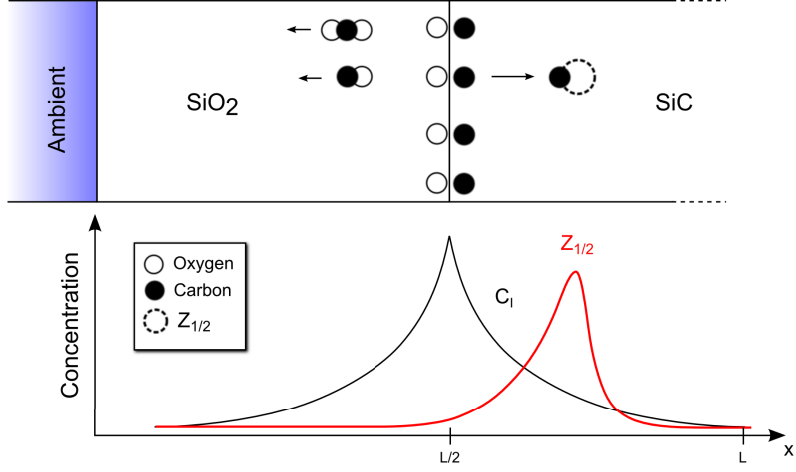 Ambient
SiO2
SiC
Concentration
Oxygen
Carbon
Z1/2
Z1/2
CI
L/2
L
x